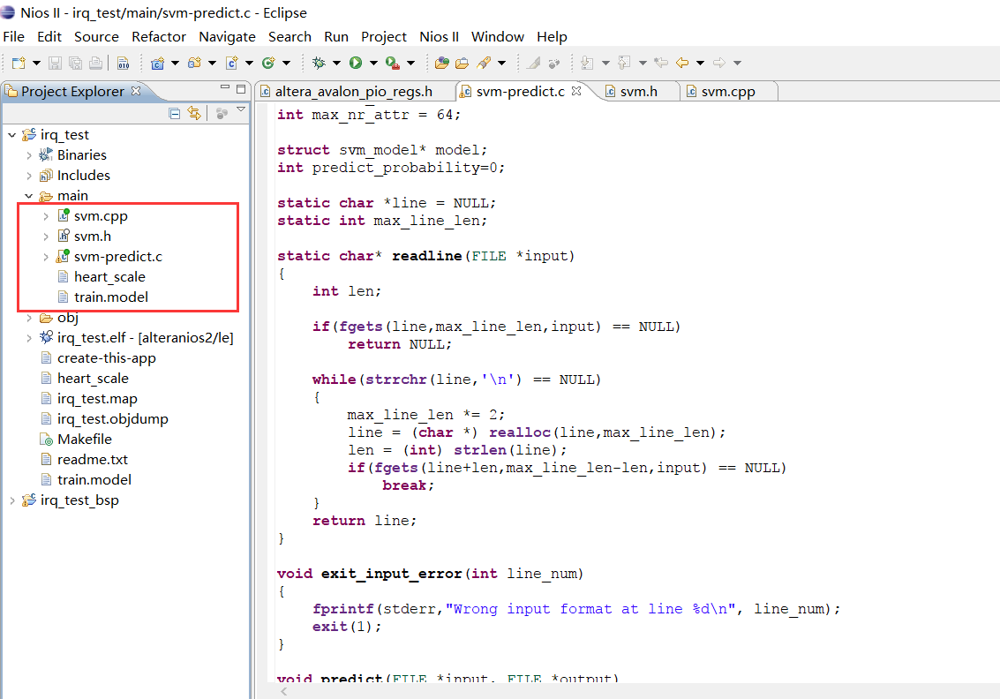 Nios II - irq_test/main/svm-predict.c - Eclipse
File Edit Source Refactor Navigate Search Run Project Nios II Window Help
Project Explorer
irq_test
Binaries
Includes
main
svm.cpp
svm.h
svm-predict.c
heart_scale
train.model
obj
irq_test.elf - [alteranios2/le]
create-this-app
heart_scale
irq_test.map
irq_test.objdump
Makefile
readme.txt
train.model
irq_test_bsp
altera_avalon_pio_regs.h svm-predict.c svm.h svm.cpp
int max_nr_attr = 64;
struct svm_model* model;
int predict_probability=0;
static char *line = NULL;
static int max_line_len;
static char* readline(FILE *input)
{
int len;
if(fgets(line,max_line_len,input) == NULL)
return NULL;
while(strrchr(line,'\n') == NULL)
{
max_line_len *= 2;
line = (char *) realloc(line,max_line_len);
len = (int) strlen(line);
if(fgets(line+len,max_line_len-len,input) == NULL)
break;
}
return line;
}
void exit_input_error(int line_num)
{
fprintf(stderr,"Wrong input format at line %d\n", line_num);
exit(1);
}
void predict(FILE *input, FILE *output)